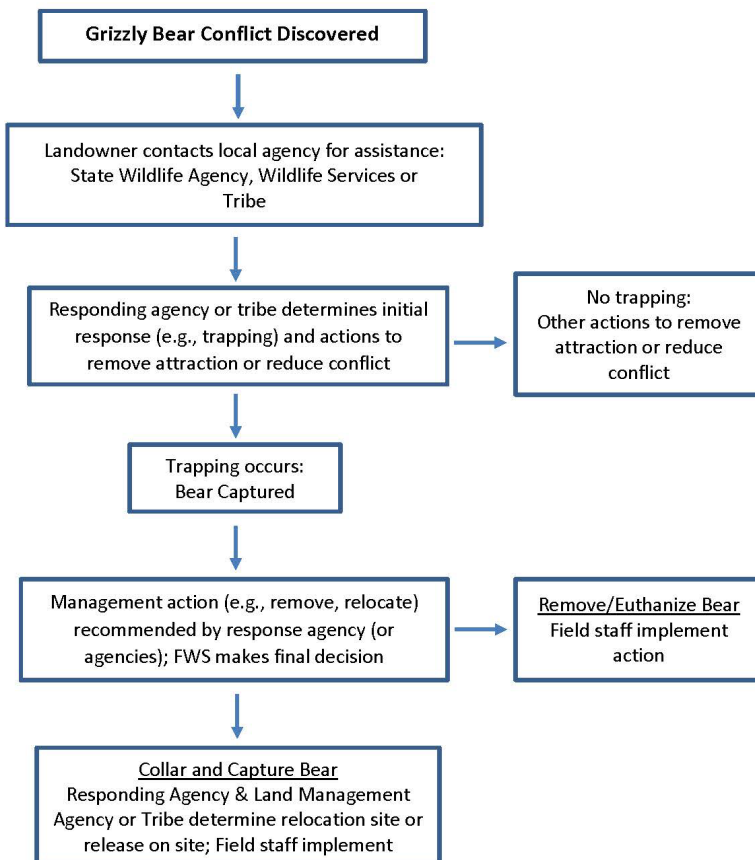 Grizzly Bear Conflict Discovered
Landowner contacts local agency for assistance:
State Wildlife Agency, Wildlife Services or
Tribe
Responding agency or tribe determines initial
response (e.g., trapping) and actions to
remove attraction or reduce conflict
No trapping:
Other actions to remove
attraction or reduce
conflict
Trapping occurs:
Bear Captured
Management action (e.g., remove, relocate)
recommended by response agency (or
agencies); FWS makes final decision
Remove/Euthanize Bear
Field staff implement
action
Collar and Capture Bear
Responding Agency & Land Management
Agency or Tribe determine relocation site or
release on site; Field staff implement